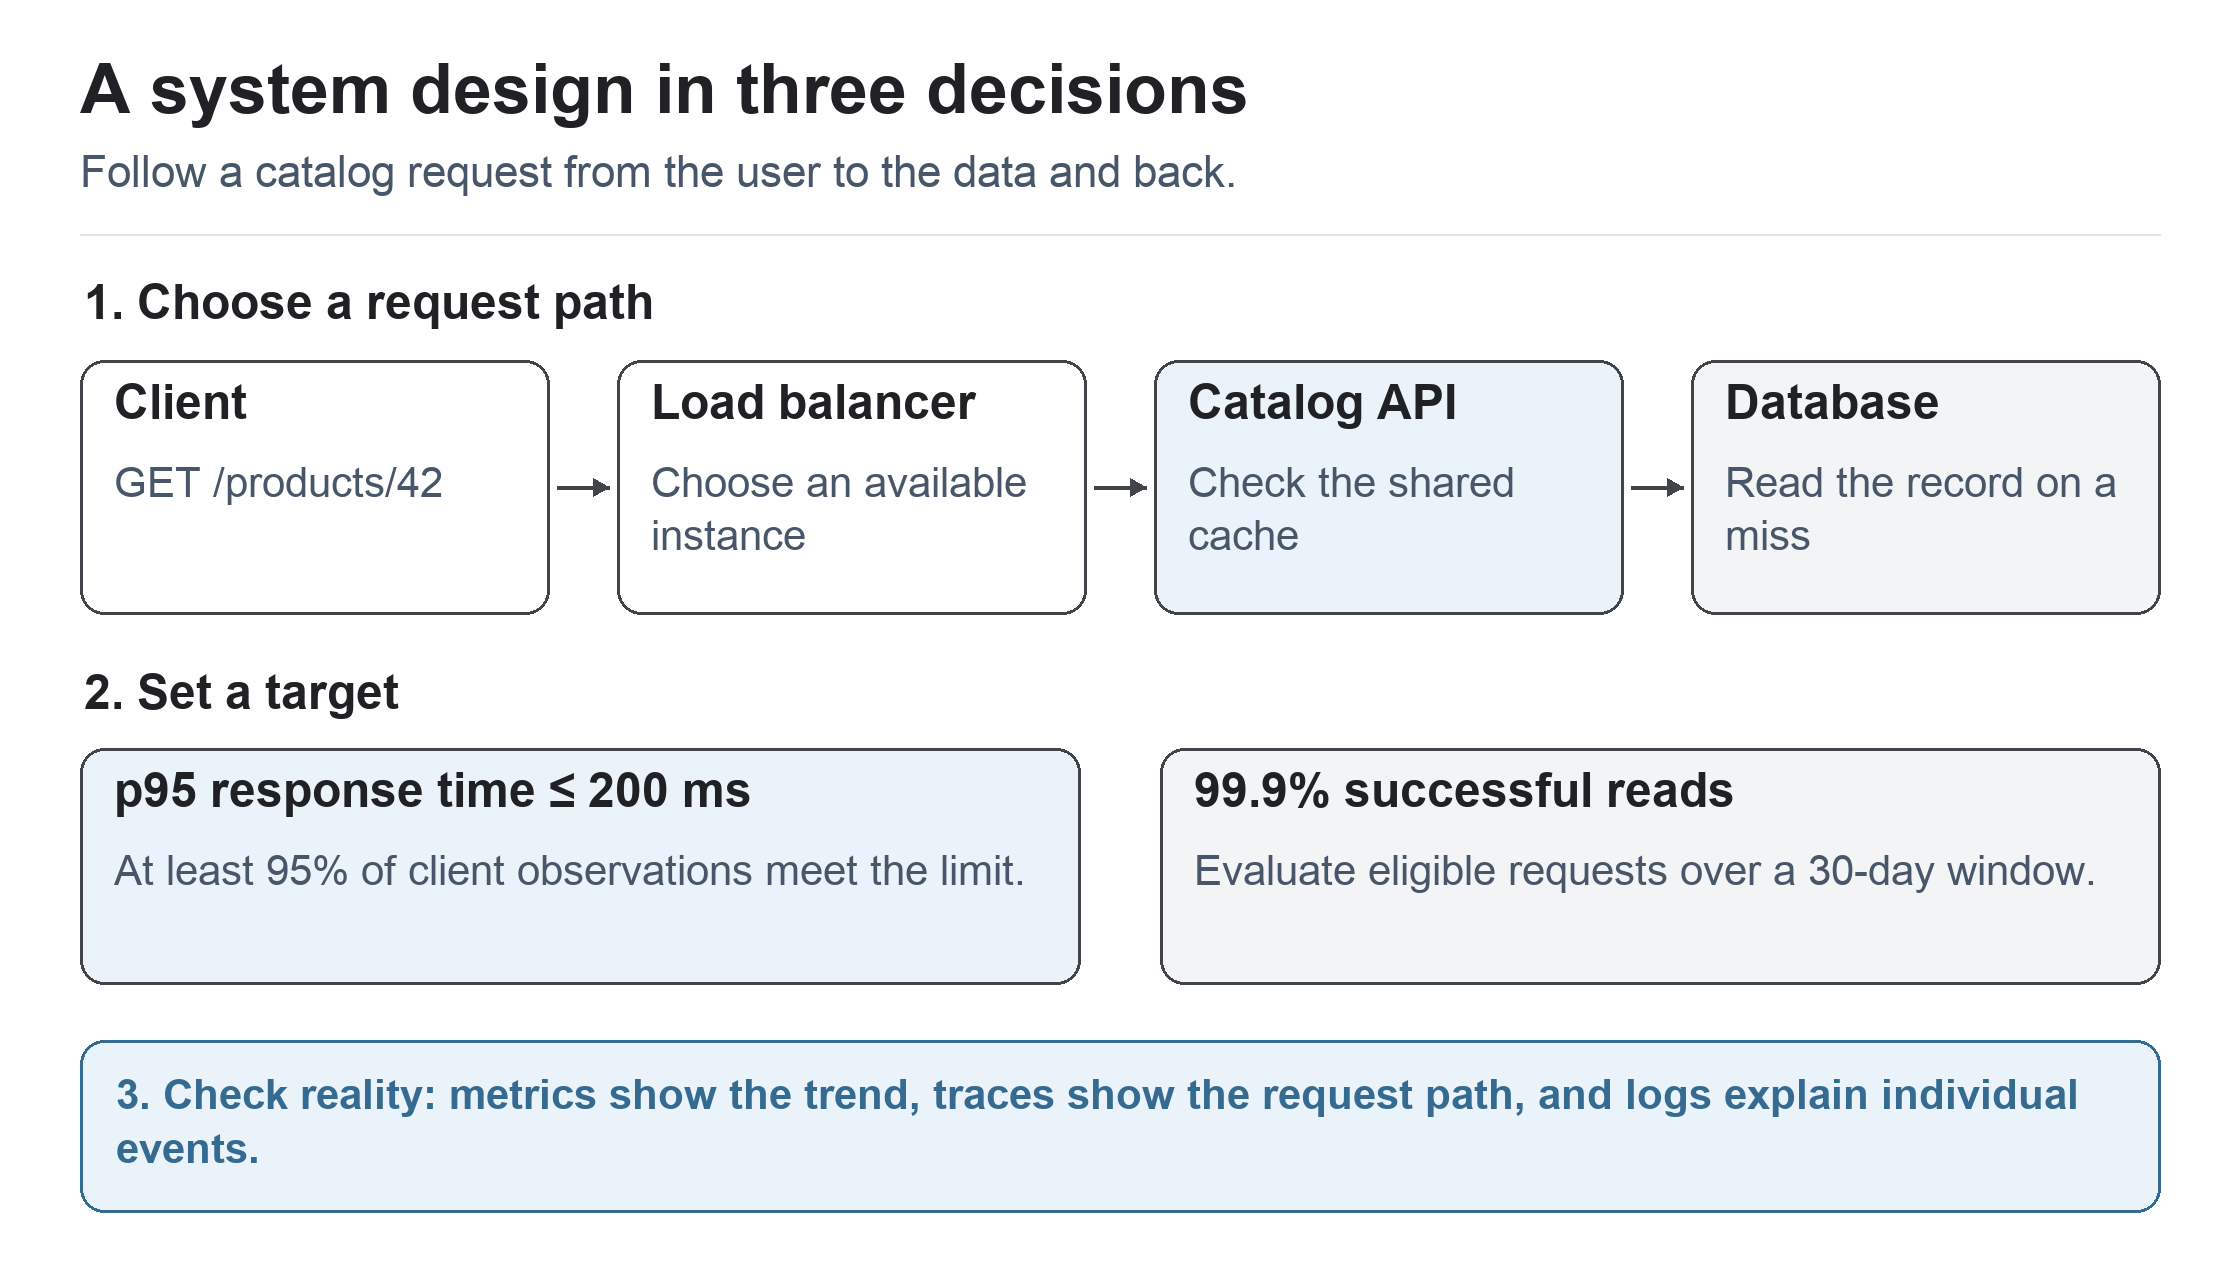 A system design in three decisions
Follow a catalog request from the user to the data and back.
1. Choose a request path
Client
GET /products/42
Load balancer
Choose an available
instance
Catalog API
Check the shared
cache
Database
Read the record on a
miss
2. Set a target
p95 response time ≤ 200 ms
At least 95% of client observations meet the limit.
99.9% successful reads
Evaluate eligible requests over a 30-day window.
3. Check reality: metrics show the trend, traces show the request path, and logs explain individual
events.